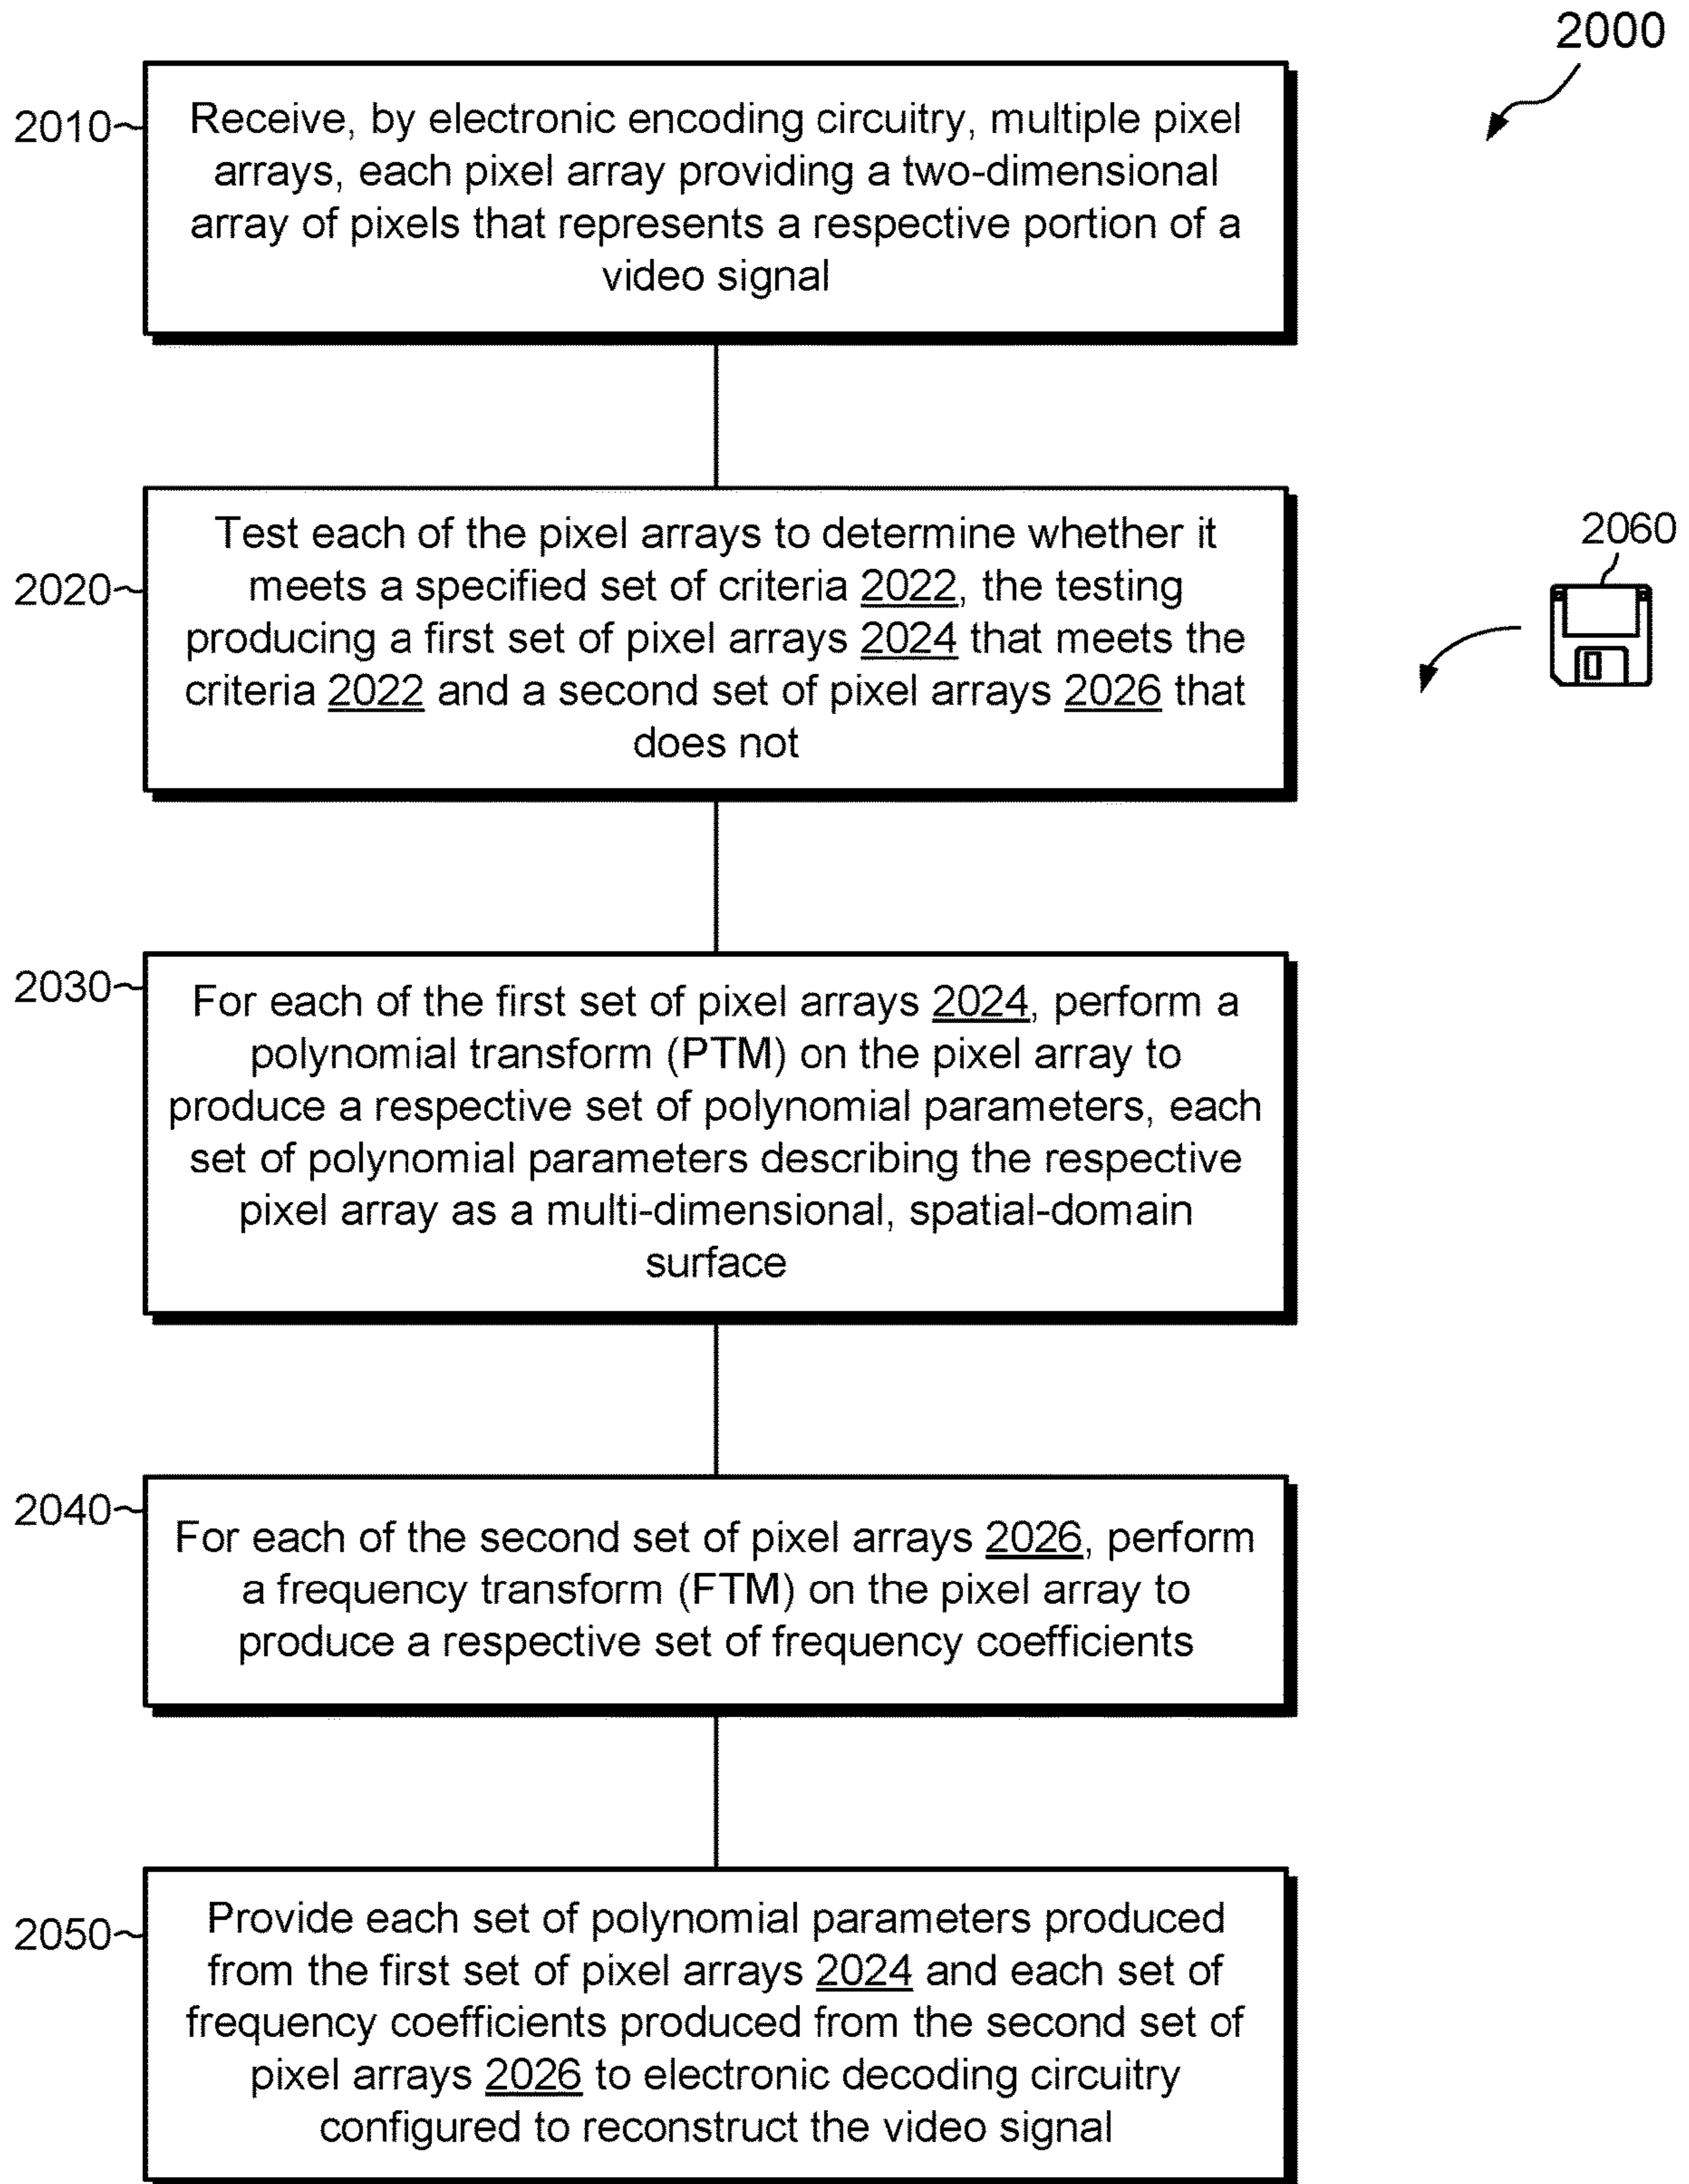 2000
2010
Receive, by electronic encoding circuitry, multiple pixel
arrays, each pixel array providing a two-dimensional
array of pixels that represents a respective portion of a
video signal
2020
Test each of the pixel arrays to determine whether it
meets a specified set of criteria 2022, the testing
producing a first set of pixel arrays 2024 that meets the
criteria 2022 and a second set of pixel arrays 2026 that
does not
2060
2030
For each of the first set of pixel arrays 2024, perform a
polynomial transform (PTM) on the pixel array to
produce a respective set of polynomial parameters, each
set of polynomial parameters describing the respective
pixel array as a multi-dimensional, spatial-domain
surface
2040
For each of the second set of pixel arrays 2026, perform
a frequency transform (FTM) on the pixel array to
produce a respective set of frequency coefficients
2050
Provide each set of polynomial parameters produced
from the first set of pixel arrays 2024 and each set of
frequency coefficients produced from the second set of
pixel arrays 2026 to electronic decoding circuitry
configured to reconstruct the video signal